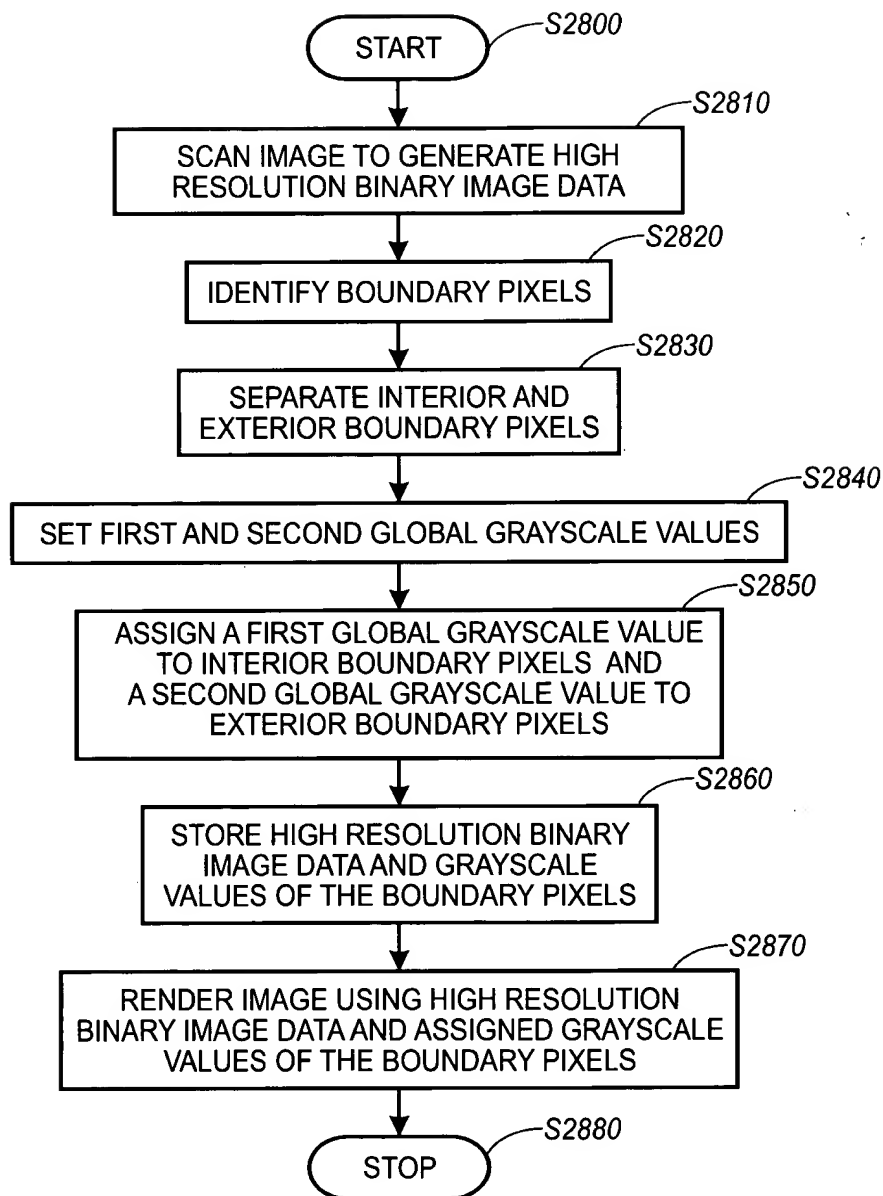 S2800
START
S2810
SCAN IMAGE TO GENERATE HIGH
RESOLUTION BINARY IMAGE DATA
S2820
IDENTIFY BOUNDARY PIXELS
S2830
SEPARATE INTERIOR AND
EXTERIOR BOUNDARY PIXELS
S2840
SET FIRST AND SECOND GLOBAL GRAYSCALE VALUES
S2850
ASSIGN A FIRST GLOBAL GRAYSCALE VALUE
TO INTERIOR BOUNDARY PIXELS AND
A SECOND GLOBAL GRAYSCALE VALUE TO
EXTERIOR BOUNDARY PIXELS
S2860
STORE HIGH RESOLUTION BINARY
IMAGE DATA AND GRAYSCALE
VALUES OF THE BOUNDARY PIXELS
S2870
RENDER IMAGE USING HIGH RESOLUTION
BINARY IMAGE DATA AND ASSIGNED GRAYSCALE
VALUES OF THE BOUNDARY PIXELS
S2880
STOP